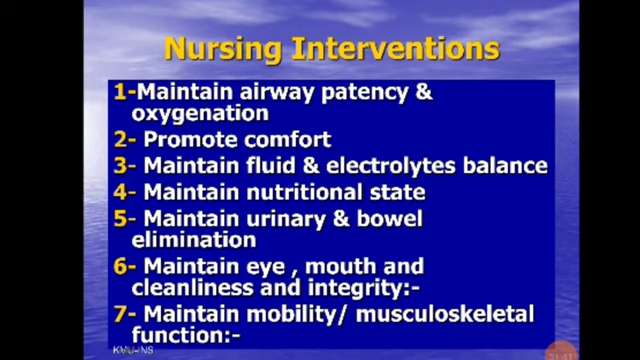 Nursing Interventions
1-Maintain airway patency &
oxygenation
2- Promote comfort
3- Maintain fluid & electrolytes balance
4- Maintain nutritional state
5- Maintain urinary & bowel
elimination
6- Maintain eye , mouth and
cleanliness and integrity:-
7- Maintain mobility/ musculoskeletal
function:-
KMU-INS